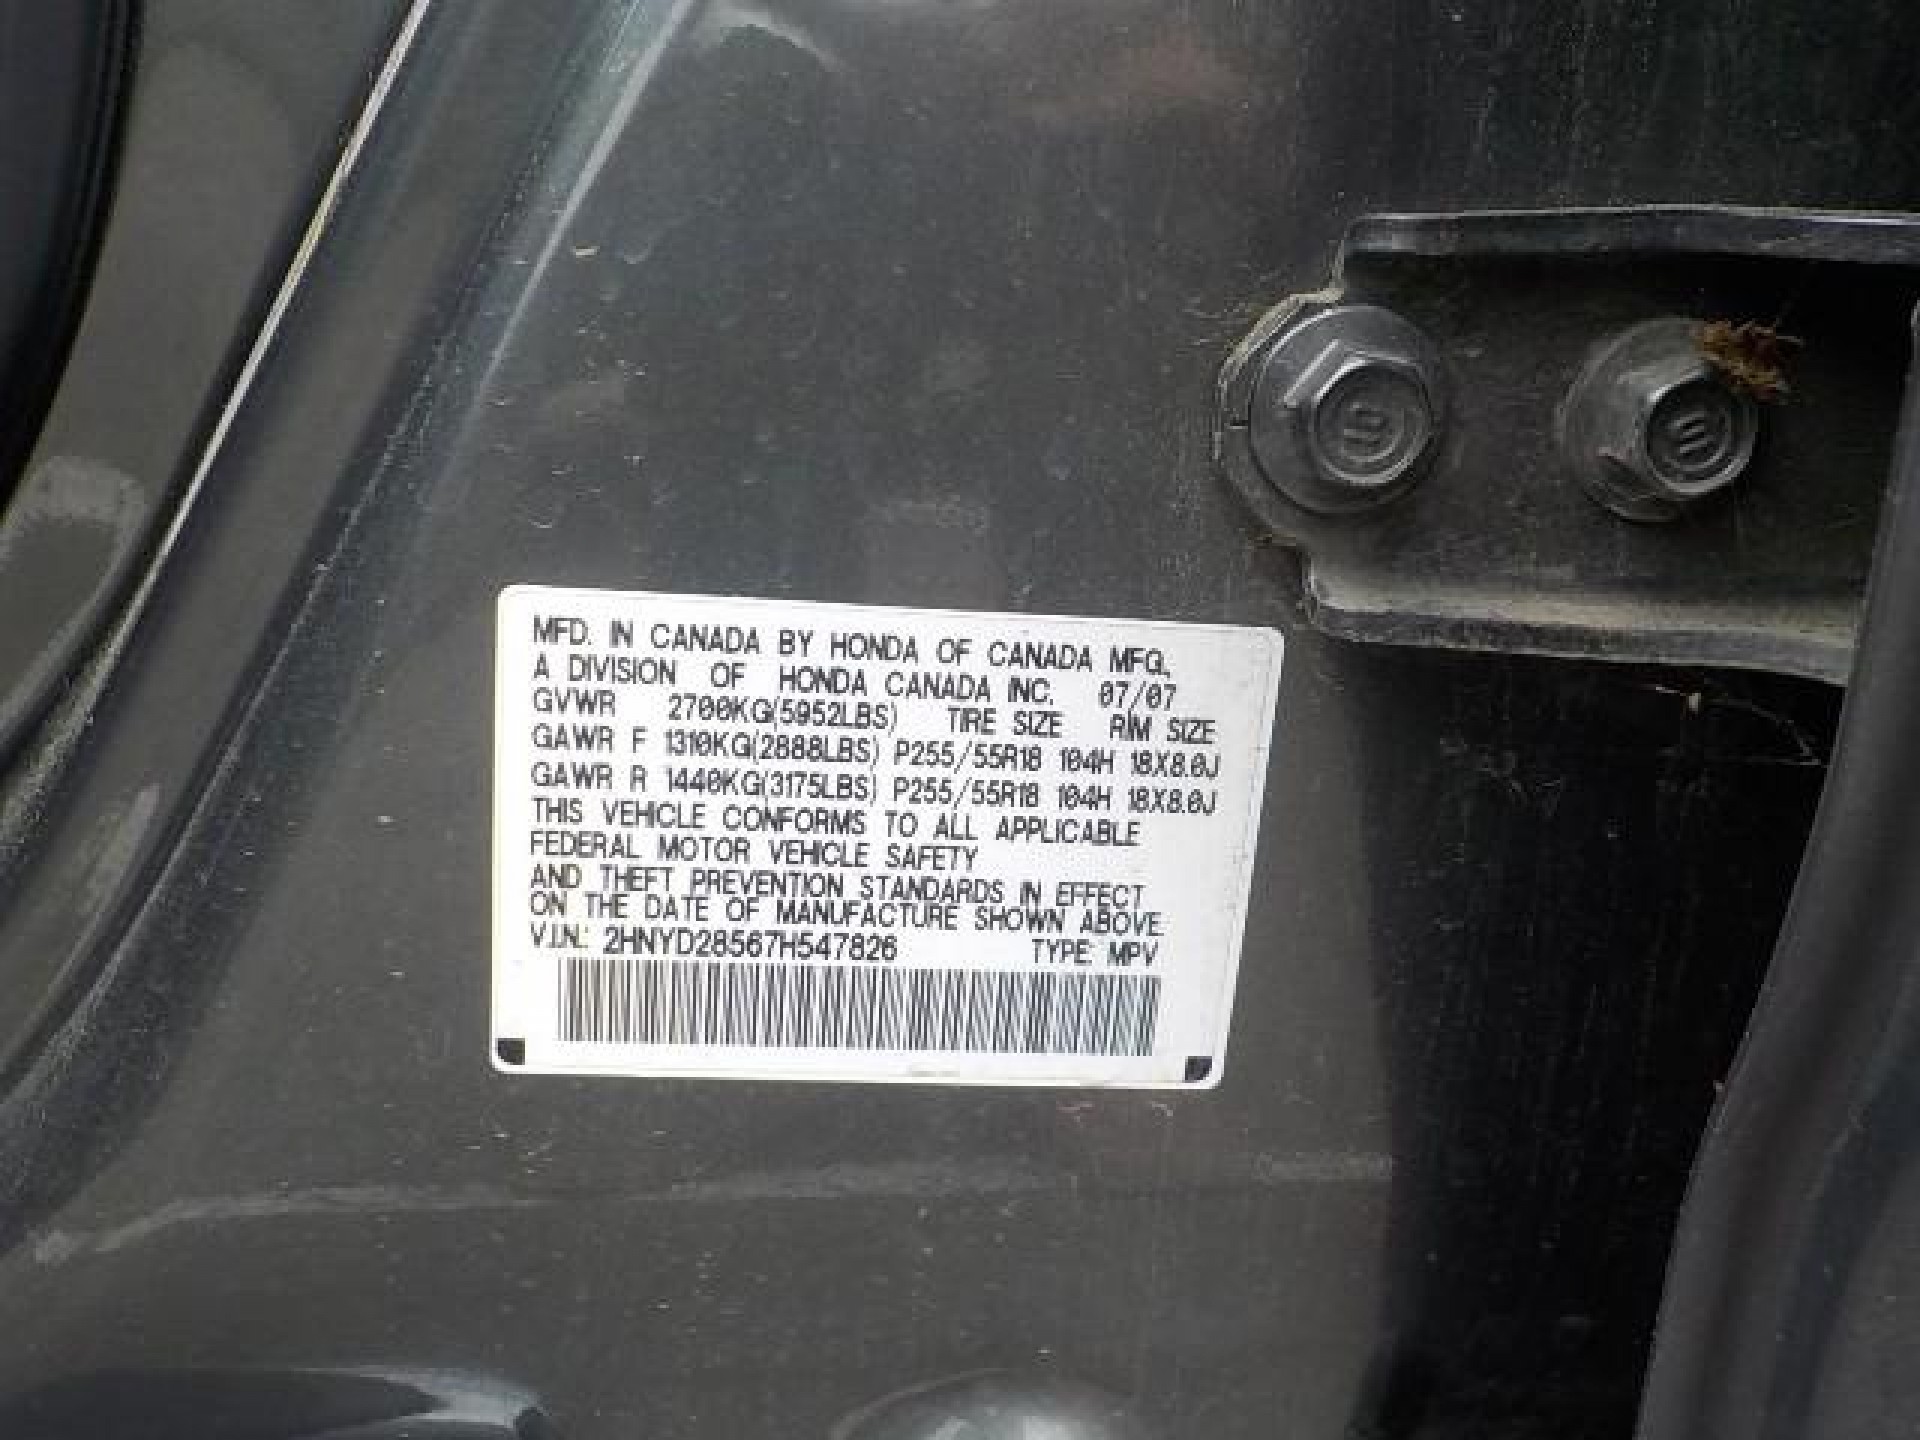 MFD. IN CANADA BY HONDA OF CANADA MFG.,
A DIVISION OF HONDA CANADA INC. 07/07
GVWR 2700KG(5952LBS) TIRE SIZE RIM SIZE
GAWR F 1310KG(2888LBS) P255/55R18 104H 18X8.0J
GAWR R 1440KG(3175LBS) P255/55R18 104H 18X8.0J
THIS VEHICLE CONFORMS TO ALL APPLICABLE
FEDERAL MOTOR VEHICLE SAFETY
AND THEFT PREVENTION STANDARDS IN EFFECT
ON THE DATE OF MANUFACTURE SHOWN ABOVE
V.I.N.: 2HNYD28567H547826 TYPE: MPV